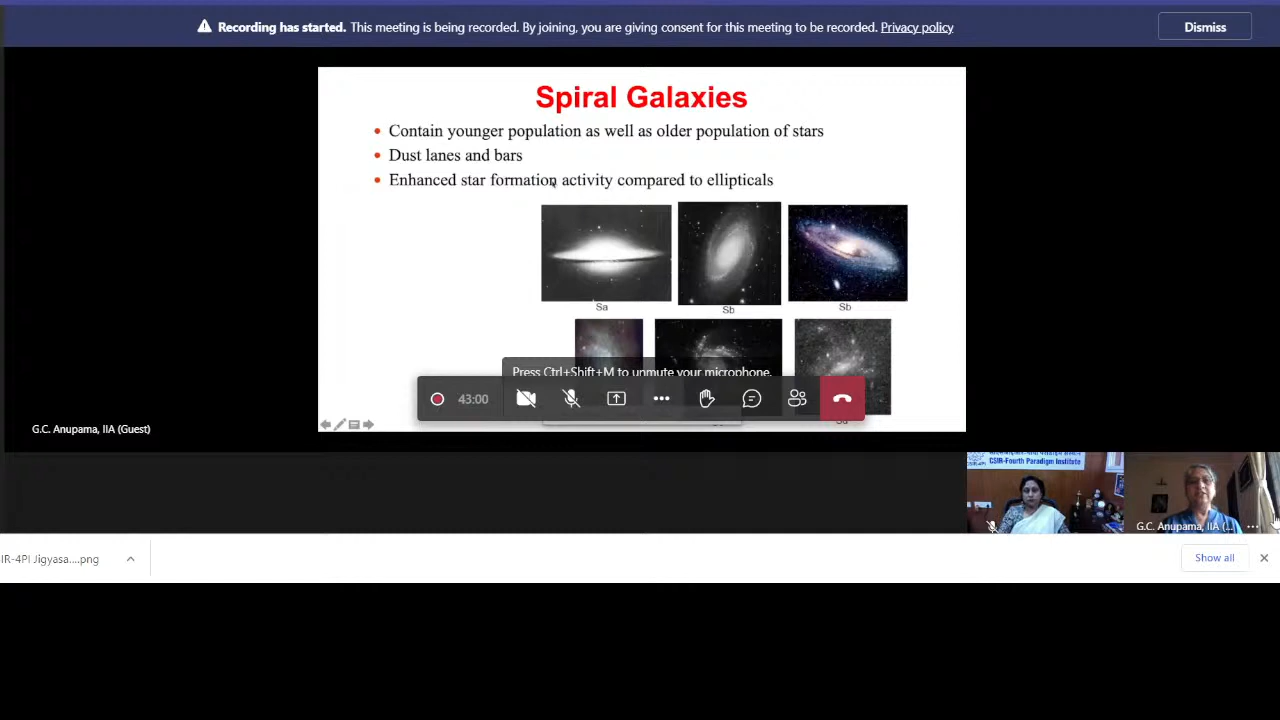 Recording has started. This meeting is being recorded. By joining, you are giving consent for this meeting to be recorded. Privacy policy
Dismiss
Spiral Galaxies
• Contain younger population as well as older population of stars
• Dust lanes and bars
• Enhanced star formation activity compared to ellipticals
Sa
Sb
Sb
Press Ctrl+Shift+M to unmute your microphone.
43:00
G.C. Anupama, IIA (Guest)
CSIR-Fourth Paradigm Institute
G.C. Anupama, IIA (...
IR-4PI Jigyasa....png
Show all